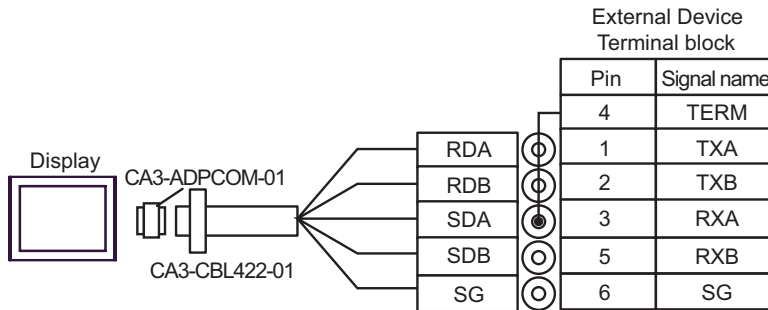 External Device
Terminal block
Pin Signal name
4 TERM
RDA 1 TXA
Display
CA3-ADPCOM-01
RDB 2 TXB
SDA 3 RXA
SDB 5 RXB
CA3-CBL422-01
SG 6 SG